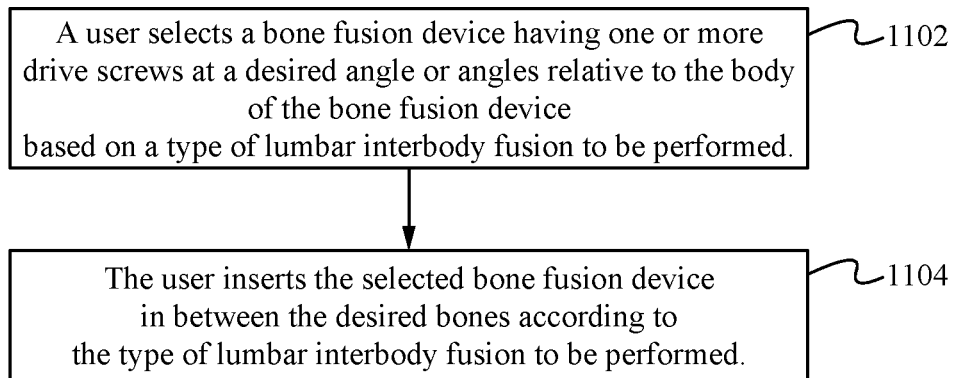 A user selects a bone fusion device having one or more
drive screws at a desired angle or angles relative to the body
of the bone fusion device
based on a type of lumbar interbody fusion to be performed.
1102
The user inserts the selected bone fusion device
in between the desired bones according to
the type of lumbar interbody fusion to be performed.
1104